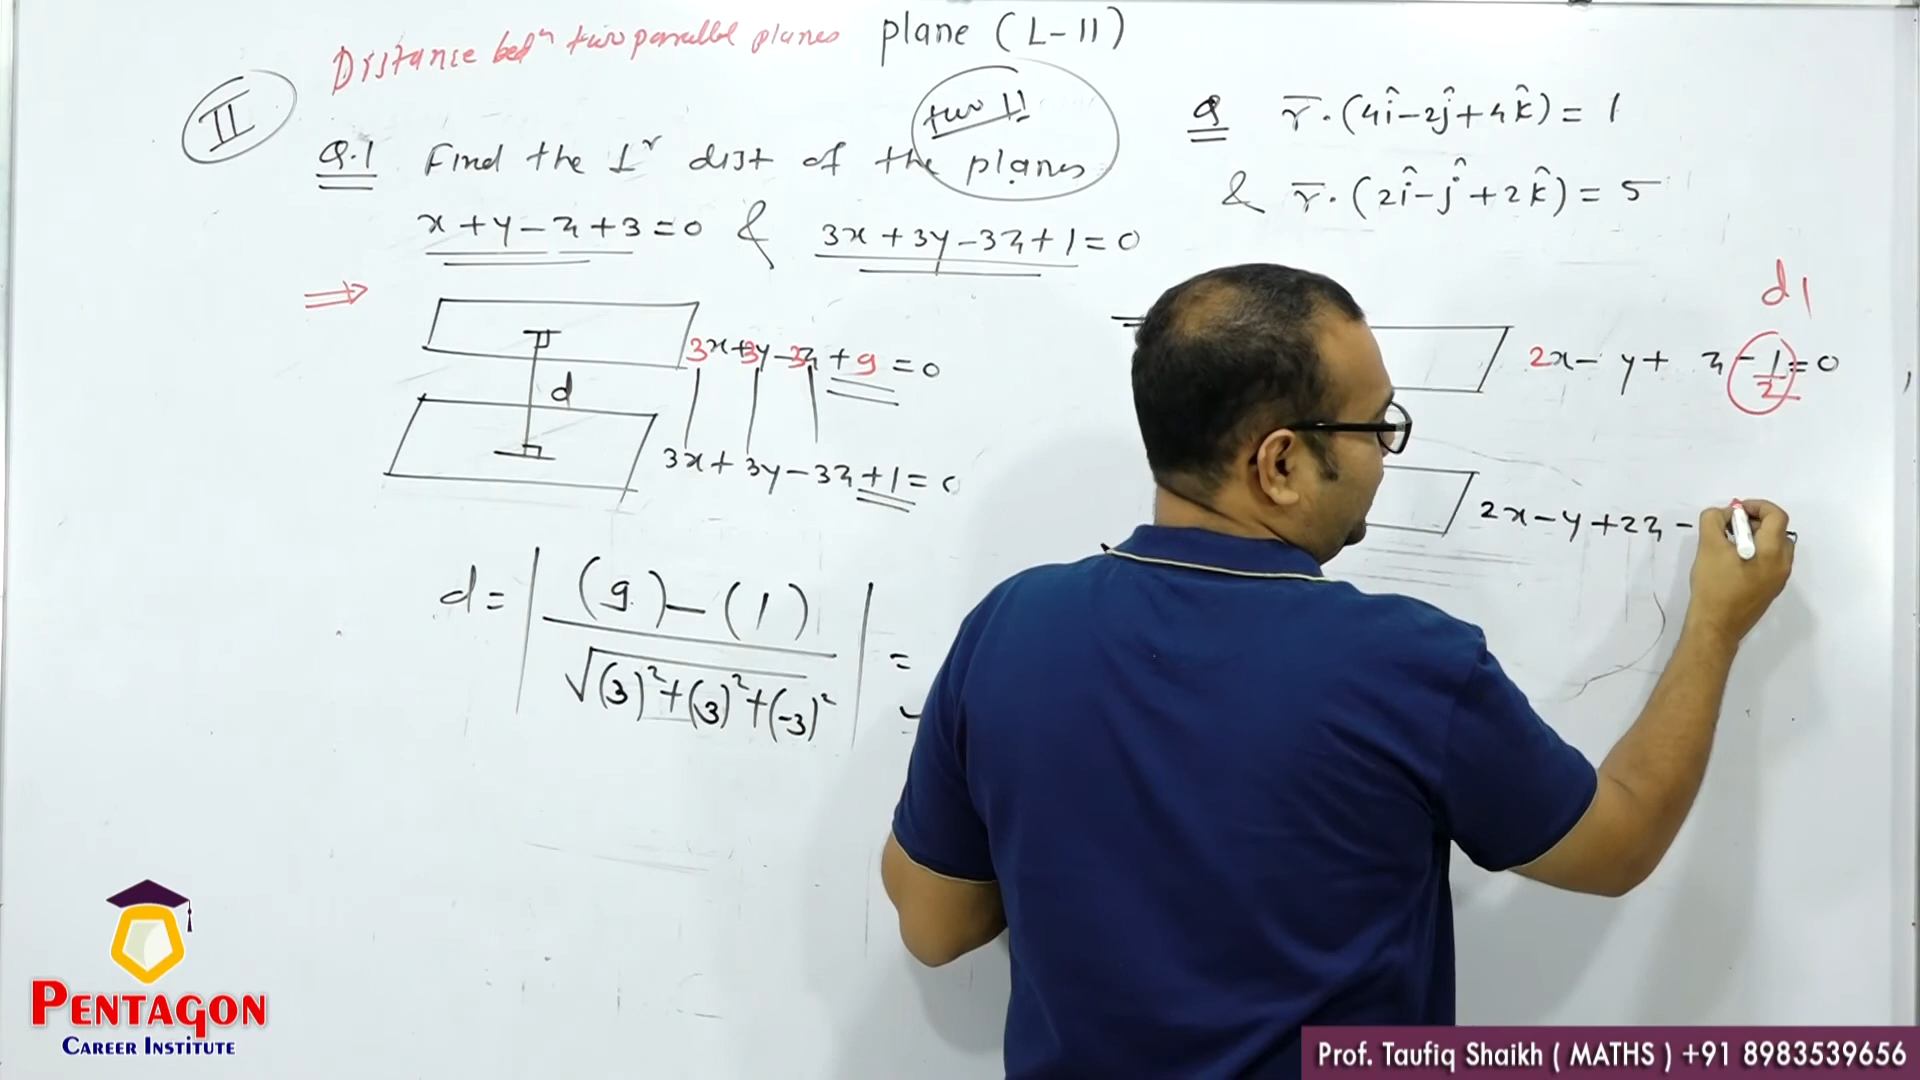 Distance betn two parallel planes plane (L-11)
II
Q.1 Find the ⊥r dist of the two || planes
x + y - z + 3 = 0 & 3x + 3y - 3z + 1 = 0
⇒
3x + 3y - 3z + 9 = 0
d
3x + 3y - 3z + 1 = 0
d = | (9) - (1) / √(3)² + (3)² + (-3)² | =
Q r̄ · (4î - 2ĵ + 4k̂) = 1
& r̄ · (2î - ĵ + 2k̂) = 5
d1
2x - y + z - 1/2 = 0
2x - y + 2z -
PENTAGON
CAREER INSTITUTE
Prof. Taufiq Shaikh ( MATHS ) +91 8983539656